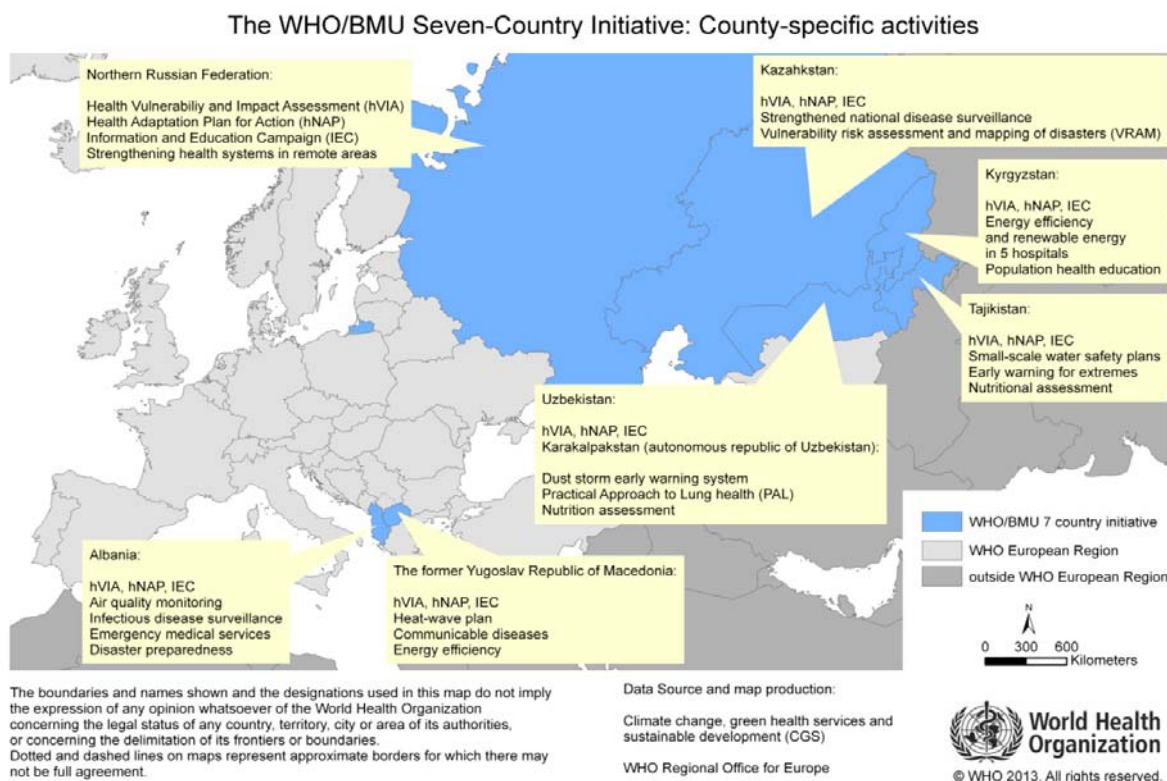 The WHO/BMU Seven-Country Initiative: County-specific activities
Northern Russian Federation:
Health Vulnerabiliy and Impact Assessment (hVIA)
Health Adaptation Plan for Action (hNAP)
Information and Education Campaign (IEC)
Strengthening health systems in remote areas
Kazahkstan:
hVIA, hNAP, IEC
Strengthened national disease surveillance
Vulnerability risk assessment and mapping of disasters (VRAM)
Kyrgyzstan:
hVIA, hNAP, IEC
Energy efficiency
and renewable energy
in 5 hospitals
Population health education
Tajikistan:
hVIA, hNAP, IEC
Small-scale water safety plans
Early warning for extremes
Nutritional assessment
Uzbekistan:
hVIA, hNAP, IEC
Karakalpakstan (autonomous republic of Uzbekistan):
Dust storm early warning system
Practical Approach to Lung health (PAL)
Nutrition assessment
Albania:
hVIA, hNAP, IEC
Air quality monitoring
Infectious disease surveillance
Emergency medical services
Disaster preparedness
The former Yugoslav Republic of Macedonia:
hVIA, hNAP, IEC
Heat-wave plan
Communicable diseases
Energy efficiency
WHO/BMU 7 country initiative
WHO European Region
outside WHO European Region
N
0 300 600
Kilometers
The boundaries and names shown and the designations used in this map do not imply
the expression of any opinion whatsoever of the World Health Organization
concerning the legal status of any country, territory, city or area of its authorities,
or concerning the delimitation of its frontiers or boundaries.
Dotted and dashed lines on maps represent approximate borders for which there may
not be full agreement.
Data Source and map production:
Climate change, green health services and
sustainable development (CGS)
WHO Regional Office for Europe
World Health
Organization
© WHO 2013. All rights reserved.